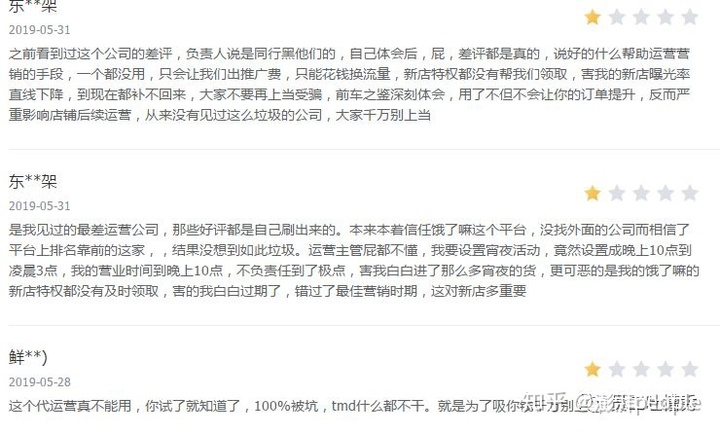 东**架
2019-05-31
之前看到过这个公司的差评，负责人说是同行黑他们的，自己体会后，屁，差评都是真的，说好的什么帮助运营营
销的手段，一个都没用，只会让我们出推广费，只能花钱换流量，新店特权都没有帮我们领取，害我的新店曝光率
直线下降，到现在都补不回来，大家不要再上当受骗，前车之鉴深刻体会，用了不但不会让你的订单提升，反而严
重影响店铺后续运营，从来没有见过这么垃圾的公司，大家千万别上当
东**架
2019-05-31
是我见过的最差运营公司，那些好评都是自己刷出来的。本来本着信任饿了嘛这个平台，没找外面的公司而相信了
平台上排名靠前的这家，，结果没想到如此垃圾。运营主管屁都不懂，我要设置宵夜活动，竟然设置成晚上10点到
凌晨3点，我的营业时间到晚上10点，不负责任到了极点，害我白白进了那么多宵夜的货，更可恶的是我的饿了嘛的
新店特权都没有及时领取，害的我白白过期了，错过了最佳营销时期，这对新店多重要
鲜**)
2019-05-28
这个代运营真不能用，你试了就知道了，100%被坑，tmd什么都不干。就是为了吸你
知乎